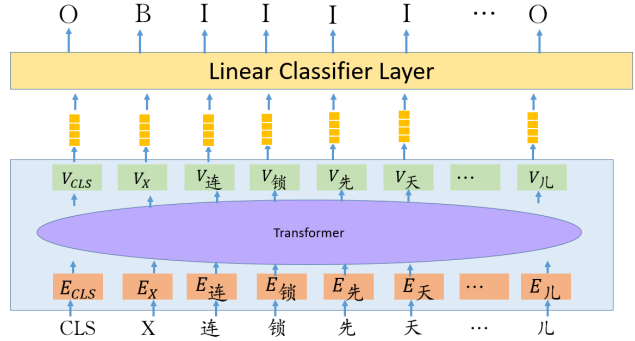 O B I I I I … O
Linear Classifier Layer
V_CLS V_X V_连 V_锁 V_先 V_天 … V_儿
Transformer
E_CLS E_X E_连 E_锁 E_先 E_天 … E_儿
CLS X 连 锁 先 天 … 儿